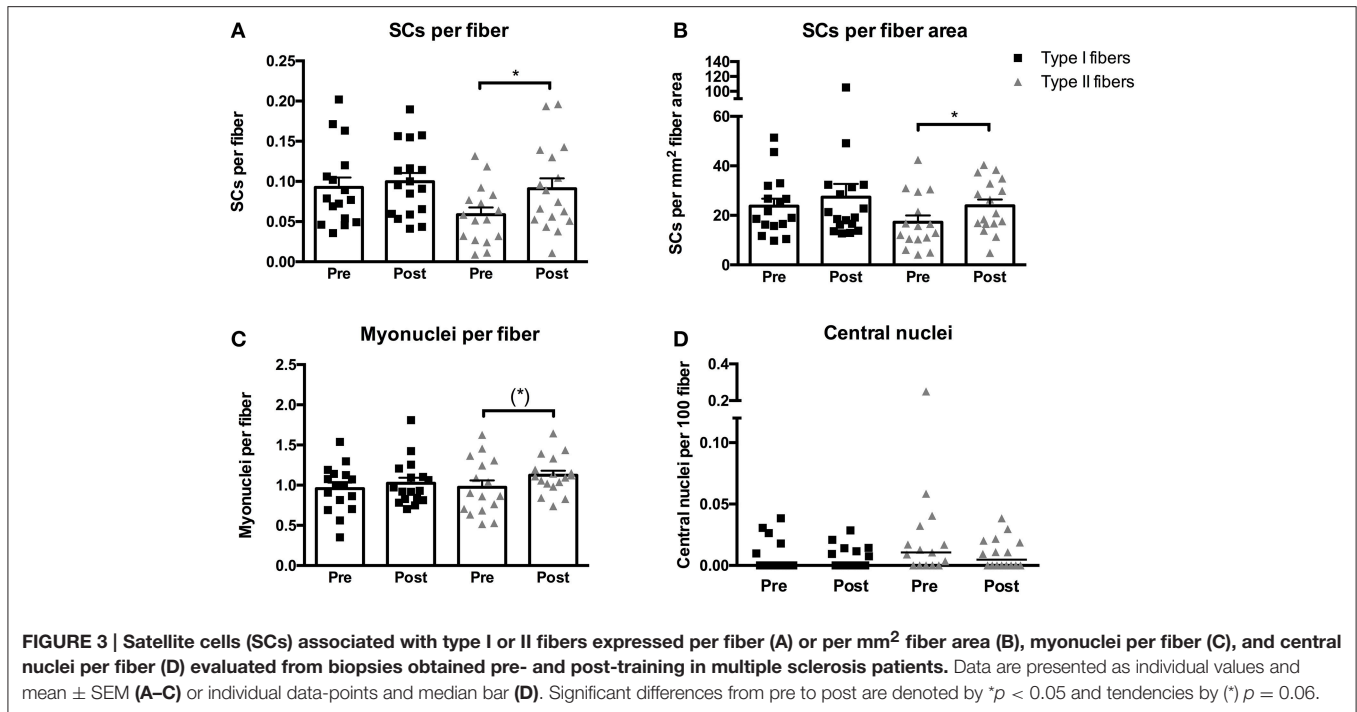 A
SCs per fiber
SCs per fiber
0.25
0.20
0.15
0.10
0.05
0.00
*
Pre
Post
Pre
Post
B
SCs per fiber area
SCs per mm² fiber area
140
120
100
80
60
40
20
0
*
Pre
Post
Pre
Post
Type I fibers
Type II fibers
C
Myonuclei per fiber
Myonuclei per fiber
2.5
2.0
1.5
1.0
0.5
0.0
(*)
Pre
Post
Pre
Post
D
Central nuclei
Central nuclei per 100 fiber
0.4
0.2
0.10
0.05
0.00
Pre
Post
Pre
Post
FIGURE 3 | Satellite cells (SCs) associated with type I or II fibers expressed per fiber (A) or per mm² fiber area (B), myonuclei per fiber (C), and central
nuclei per fiber (D) evaluated from biopsies obtained pre- and post-training in multiple sclerosis patients. Data are presented as individual values and
mean ± SEM (A–C) or individual data-points and median bar (D). Significant differences from pre to post are denoted by *p < 0.05 and tendencies by (*) p = 0.06.